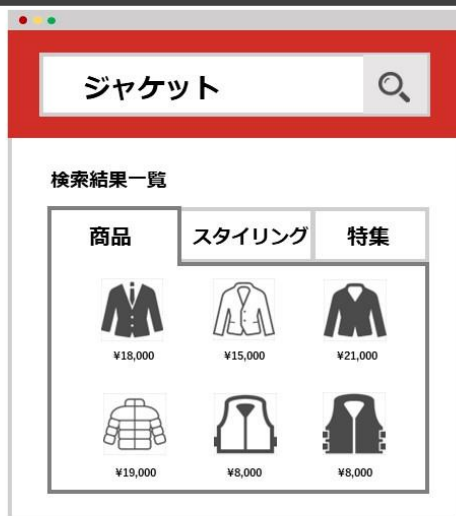 ジャケット
検索結果一覧
商品 スタイリング 特集
¥18,000 ¥15,000 ¥21,000
¥19,000 ¥8,000 ¥8,000